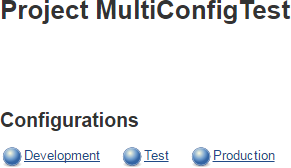 Project MultiConfigTest
Configurations
Development Test Production